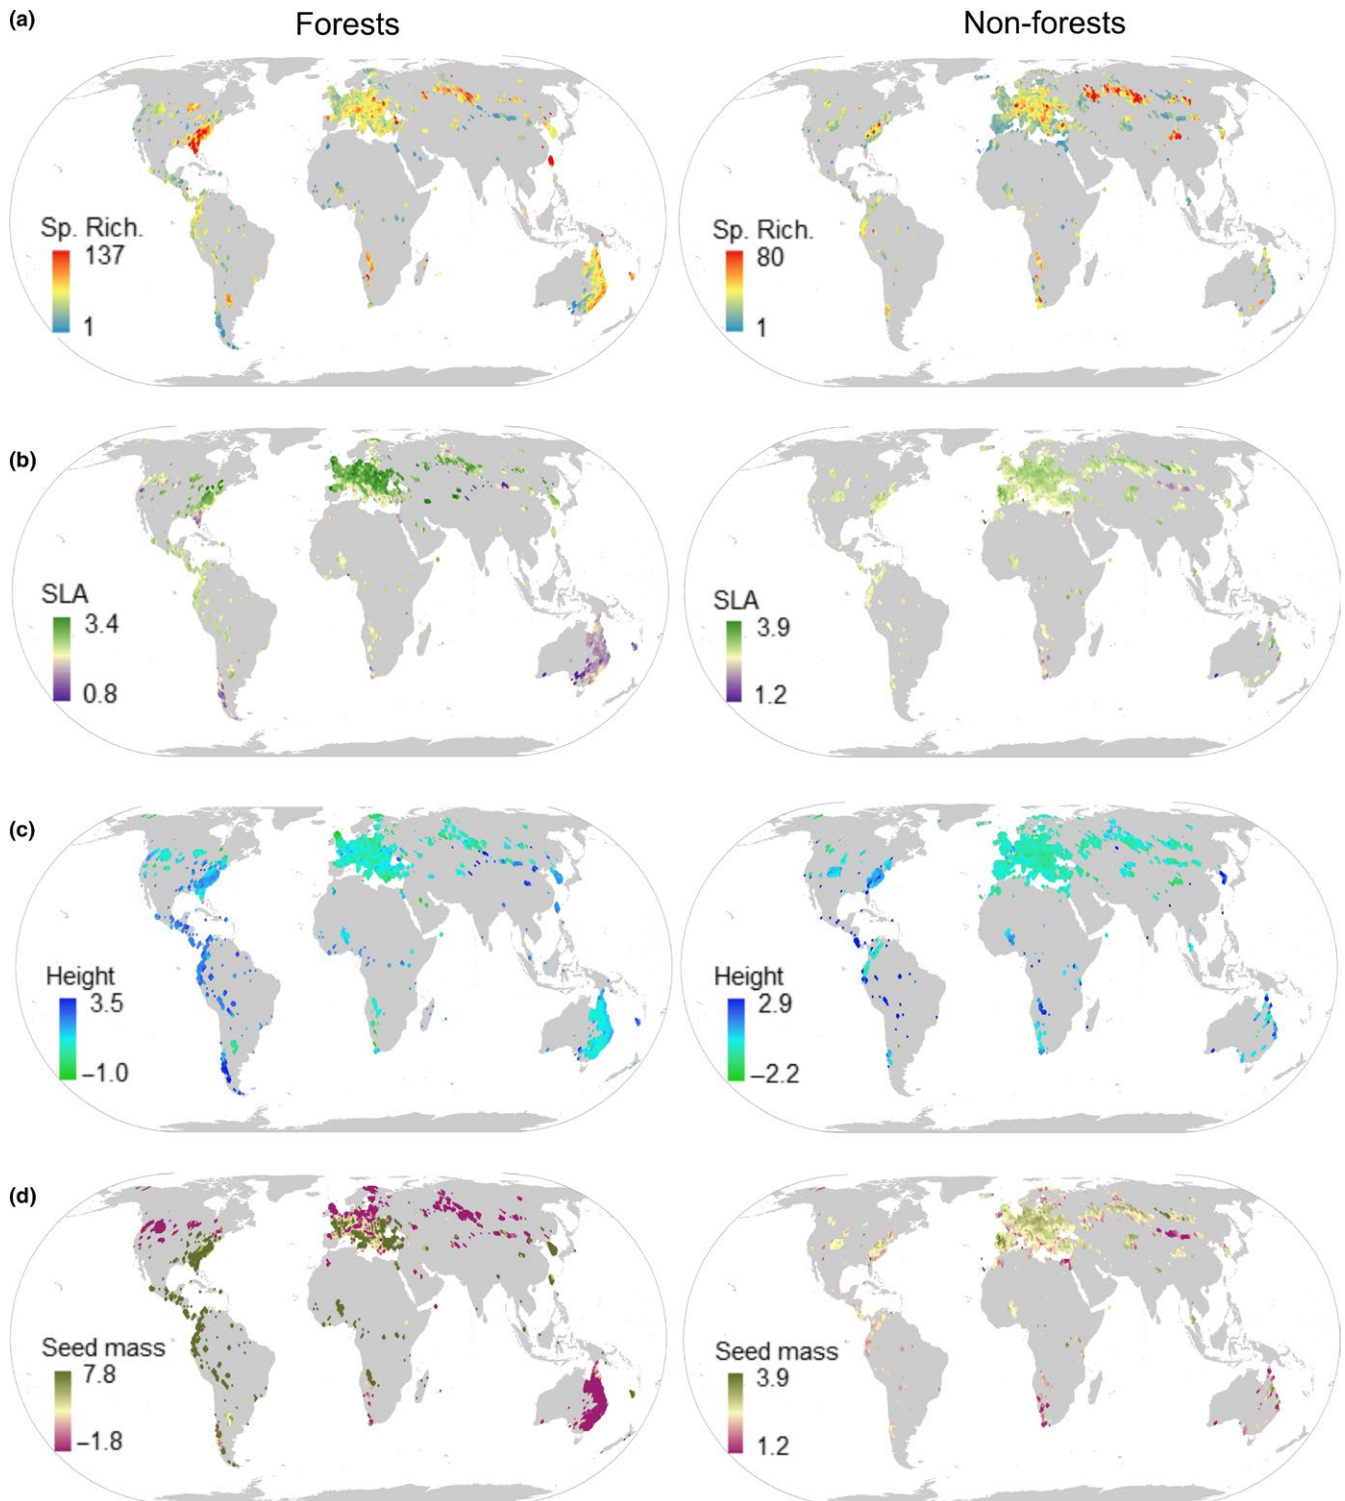 (a)
Forests
Non-forests
Sp. Rich.
137
1
Sp. Rich.
80
1
(b)
SLA
3.4
0.8
SLA
3.9
1.2
(c)
Height
3.5
–1.0
Height
2.9
–2.2
(d)
Seed mass
7.8
–1.8
Seed mass
3.9
1.2